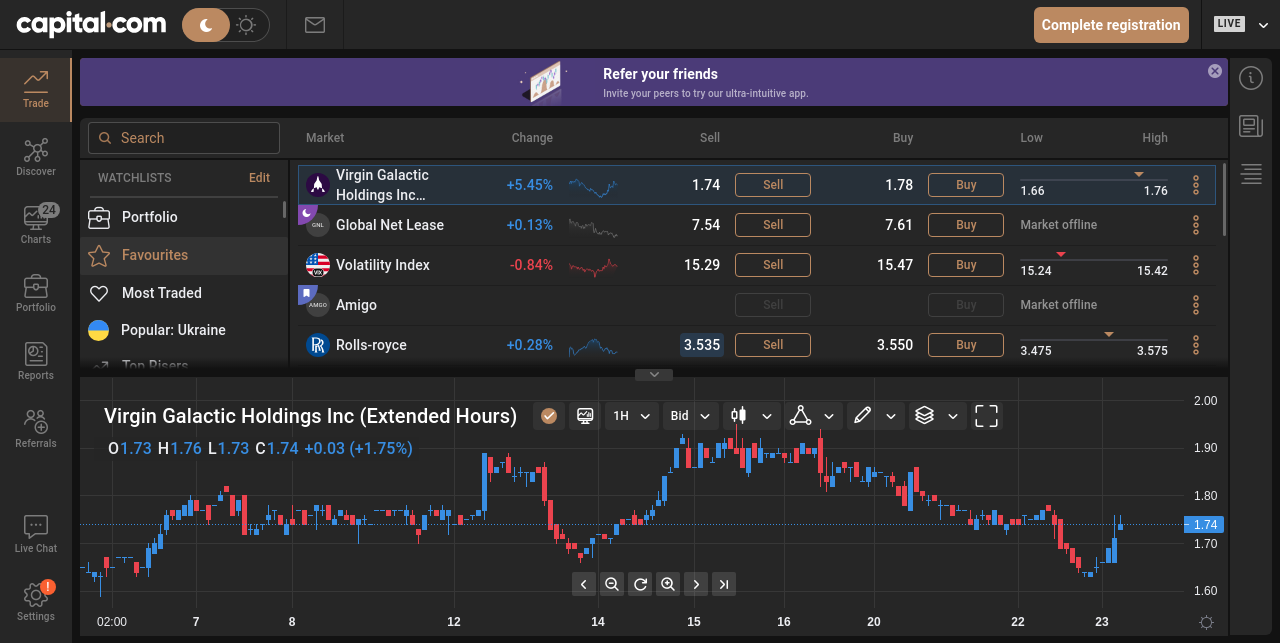 capital.com
Complete registration
LIVE
Refer your friends
Invite your peers to try our ultra-intuitive app.
Trade
Discover
24
Charts
Portfolio
Reports
Referrals
Live Chat
!
Settings
Search
WATCHLISTS Edit
Portfolio
Favourites
Most Traded
Popular: Ukraine
Top Risers
Market Change Sell Buy Low High
Virgin Galactic
Holdings Inc… +5.45% 1.74 Sell 1.78 Buy 1.66 1.76
GNL Global Net Lease +0.13% 7.54 Sell 7.61 Buy Market offline
VIX Volatility Index -0.84% 15.29 Sell 15.47 Buy 15.24 15.42
AMGO Amigo Sell Buy Market offline
Rolls-royce +0.28% 3.535 Sell 3.550 Buy 3.475 3.575
Virgin Galactic Holdings Inc (Extended Hours) 1H Bid
O1.73 H1.76 L1.73 C1.74 +0.03 (+1.75%)
2.00
1.90
1.80
1.74
1.70
1.60
02:00 7 8 12 14 15 16 20 22 23